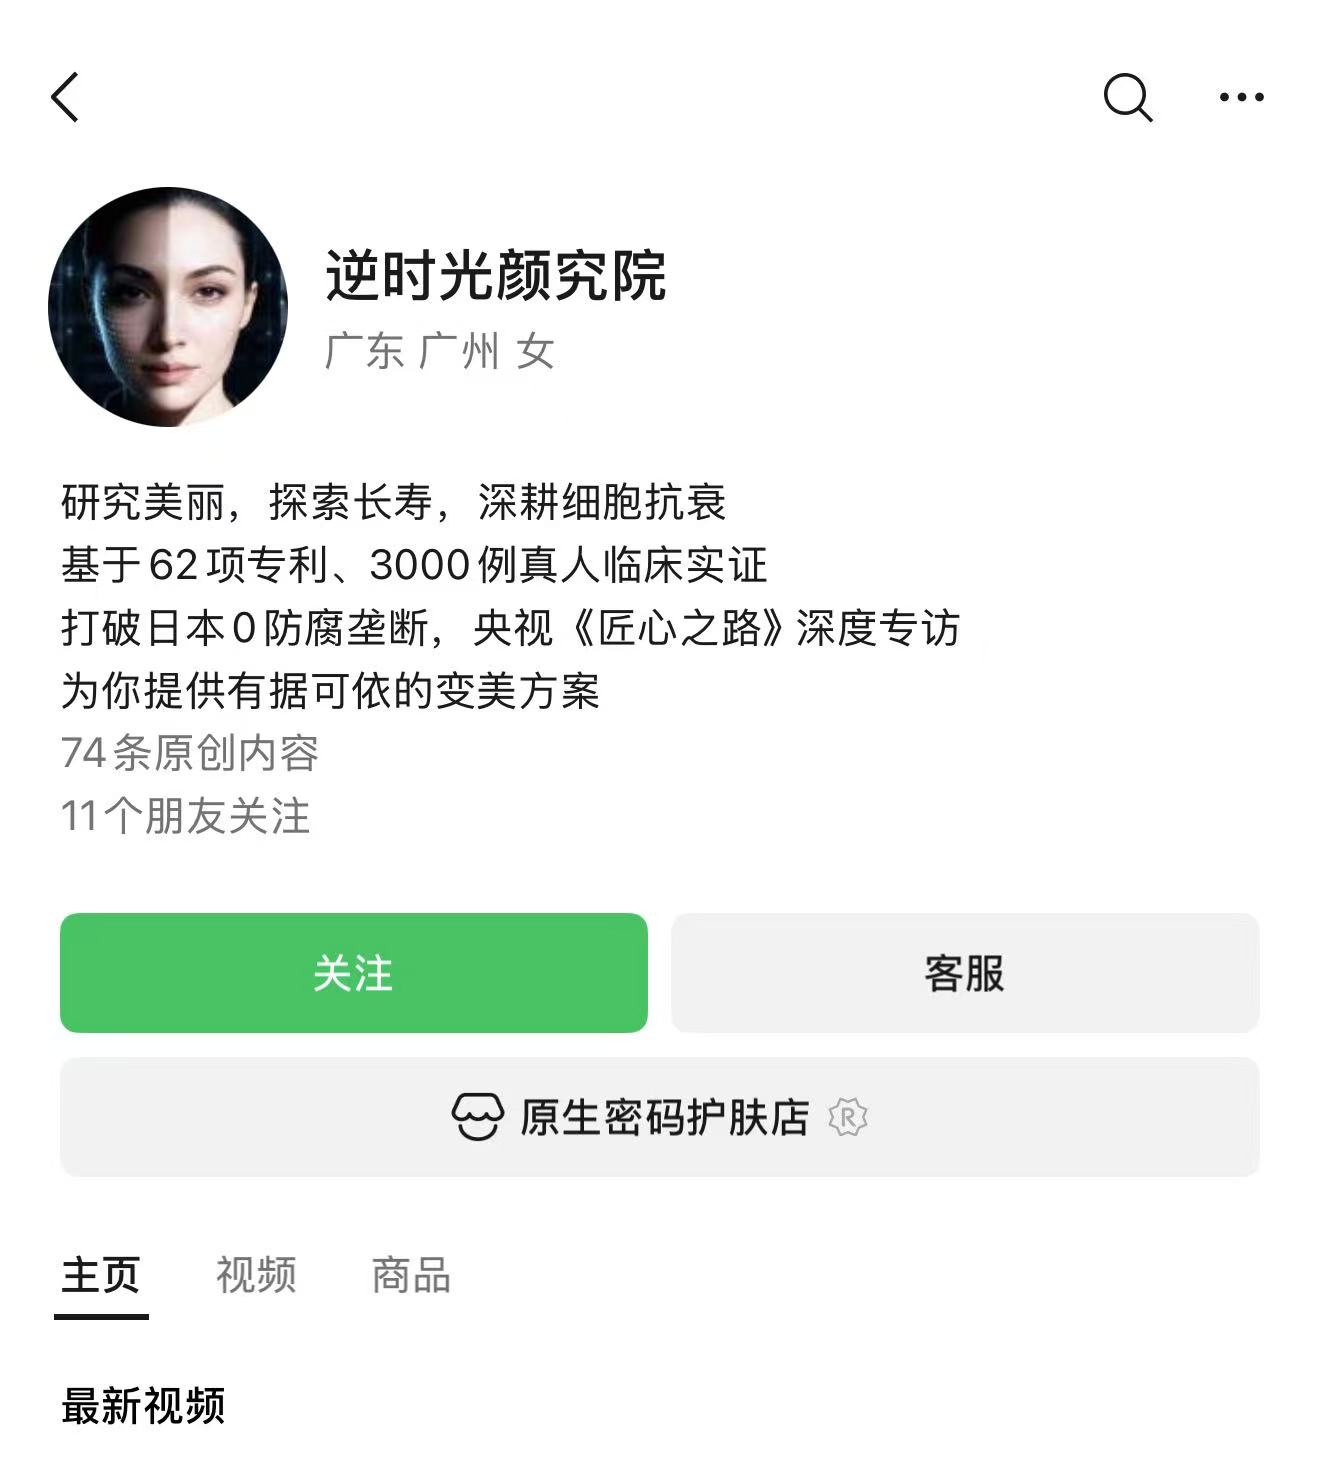 逆时光颜究院
广东 广州 女
研究美丽，探索长寿，深耕细胞抗衰
基于62项专利、3000例真人临床实证
打破日本0防腐垄断，央视《匠心之路》深度专访
为你提供有据可依的变美方案
74条原创内容
11个朋友关注
关注
客服
原生密码护肤店 R
主页 视频 商品
最新视频